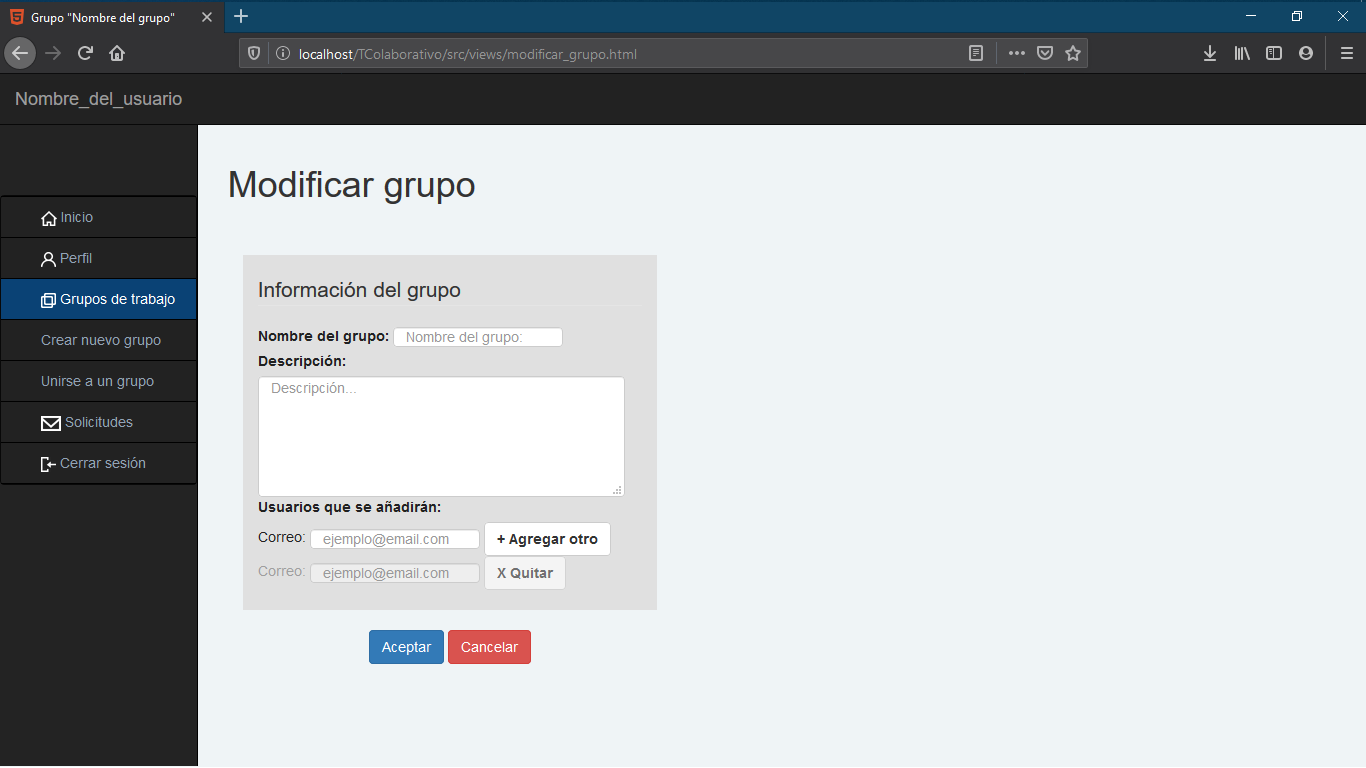 Grupo "Nombre del grupo"
localhost/TColaborativo/src/views/modificar_grupo.html
Nombre_del_usuario
Inicio
Perfil
Grupos de trabajo
Crear nuevo grupo
Unirse a un grupo
Solicitudes
Cerrar sesión
Modificar grupo
Información del grupo
Nombre del grupo: Nombre del grupo:
Descripción:
Descripción...
Usuarios que se añadirán:
Correo: ejemplo@email.com + Agregar otro
Correo: ejemplo@email.com X Quitar
Aceptar Cancelar